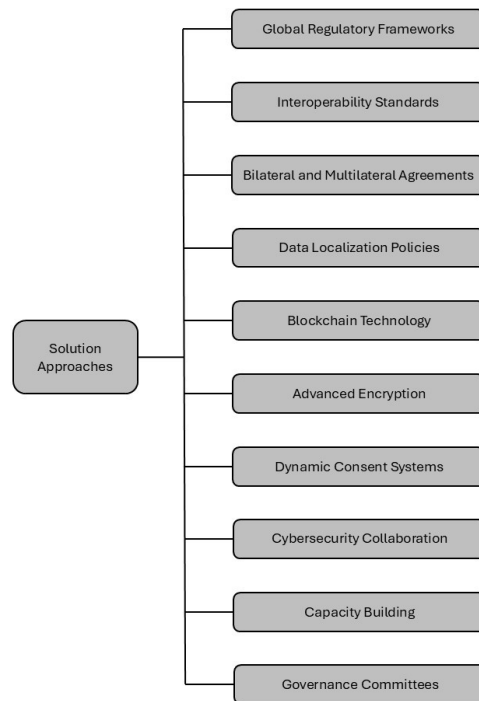 Global Regulatory Frameworks
Interoperability Standards
Bilateral and Multilateral Agreements
Data Localization Policies
Blockchain Technology
Solution
Approaches
Advanced Encryption
Dynamic Consent Systems
Cybersecurity Collaboration
Capacity Building
Governance Committees